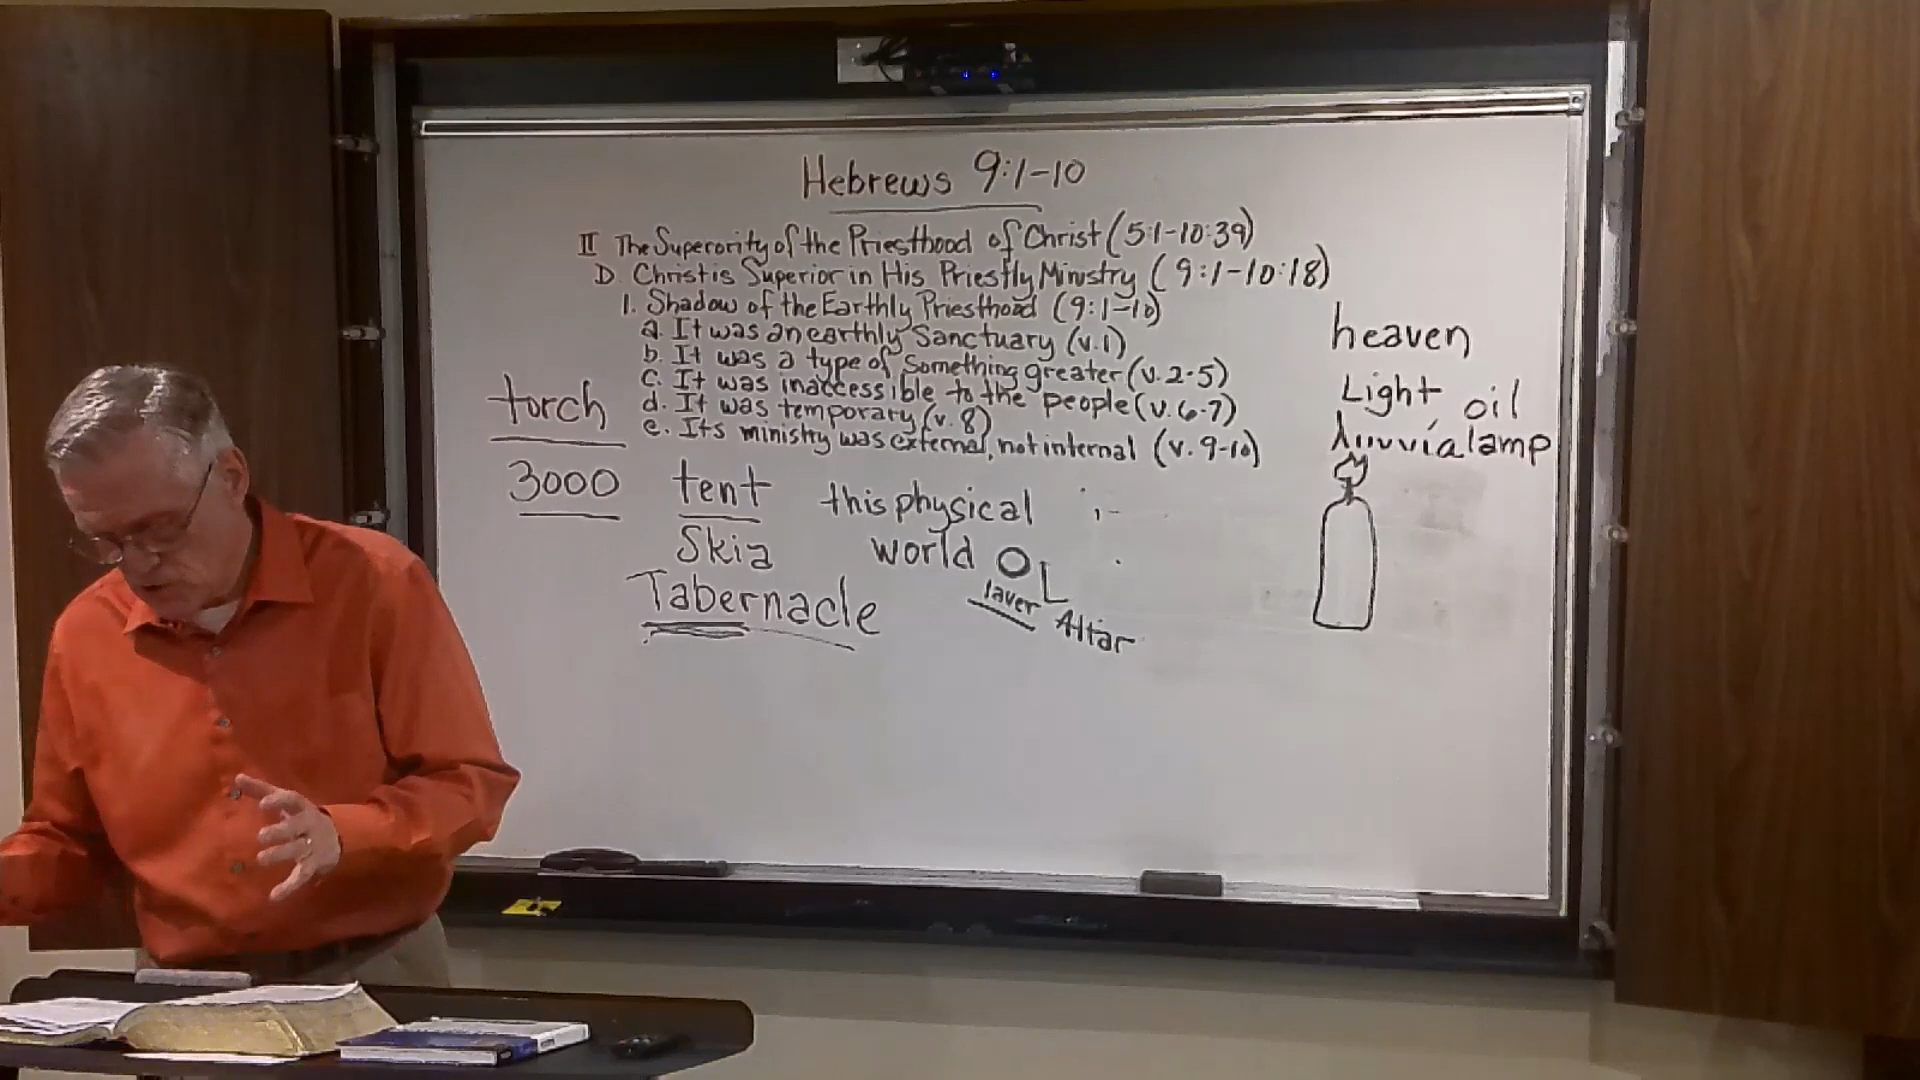 Hebrews 9:1-10
II The Superority of the Priesthood of Christ (5:1-10:39)
D. Christ is Superior in His Priestly Ministry (9:1-10:18)
1. Shadow of the Earthly Priesthood (9:1-10)
a. It was an earthly Sanctuary (v.1)
b. It was a type of Something greater (v.2-5)
c. It was inaccessible to the people (v.6-7)
d. It was temporary (v.8)
e. Its ministry was external, not internal (v.9-10)
torch
3000
tent
Skia
Tabernacle
this physical
world
laver
Altar
heaven
Light oil
lamp